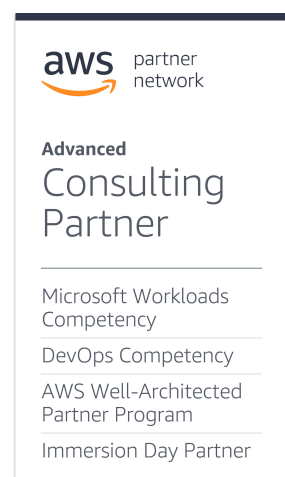 aws partner
network
Advanced
Consulting
Partner
Microsoft Workloads
Competency
DevOps Competency
AWS Well-Architected
Partner Program
Immersion Day Partner